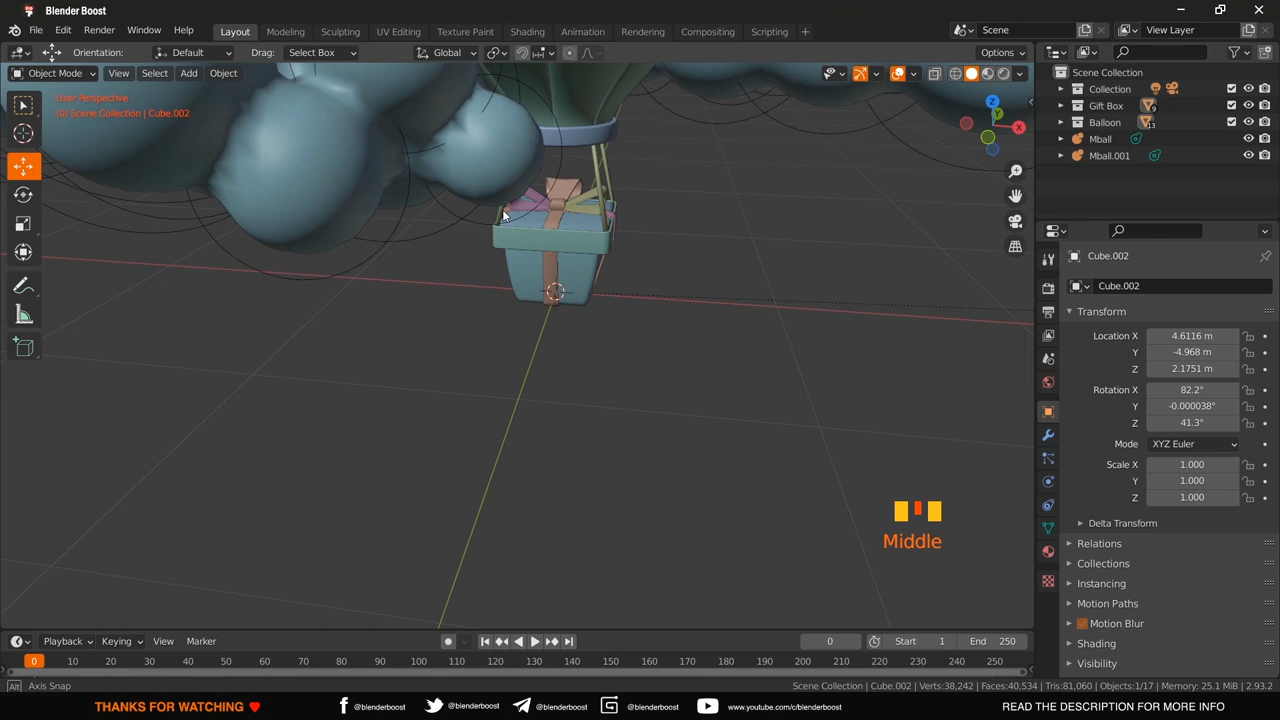 Blender Boost
File Edit Render Window Help Layout Modeling Sculpting UV Editing Texture Paint Shading Animation Rendering Compositing Scripting + Scene View Layer
Orientation: Default Drag: Select Box Global Options
Object Mode View Select Add Object
User Perspective
(0) Scene Collection | Cube.002
Z
Y
X
Middle
Scene Collection
Collection
Gift Box 9
Balloon 13
Mball
Mball.001
Cube.002
Cube.002
Transform
Location X 4.6116 m
Y -4.968 m
Z 2.1751 m
Rotation X 82.2°
Y -0.000038°
Z 41.3°
Mode XYZ Euler
Scale X 1.000
Y 1.000
Z 1.000
Delta Transform
Relations
Collections
Instancing
Motion Paths
Motion Blur
Shading
Visibility
Playback Keying View Marker 0 Start 1 End 250
0 10 20 30 40 50 60 70 80 90 100 110 120 130 140 150 160 170 180 190 200 210 220 230 240 250
Alt Axis Snap Scene Collection | Cube.002 | Verts:38,242 | Faces:40,534 | Tris:81,060 | Objects:1/17 | Memory: 25.1 MiB | 2.93.2
THANKS FOR WATCHING ❤ @blenderboost @blenderboost @blenderboost @blenderboost www.youtube.com/c/blenderboost READ THE DESCRIPTION FOR MORE INFO